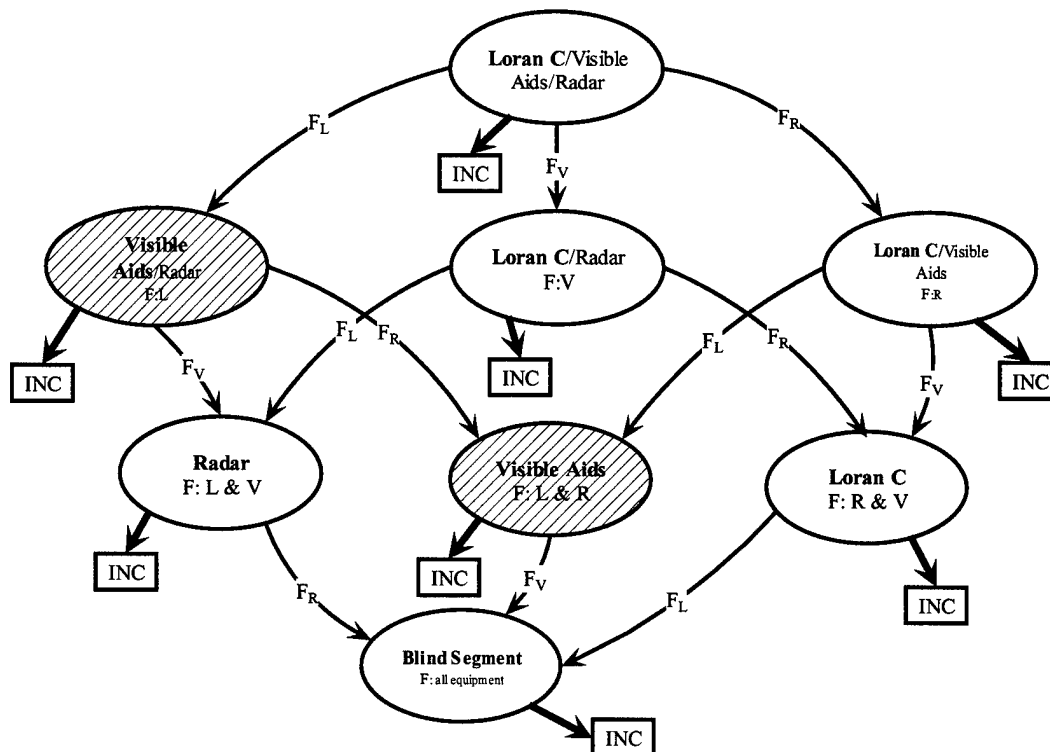 Loran C/Visible
Aids/Radar
F_L
F_R
INC
F_V
Visible
Aids/Radar
F:L
Loran C/Radar
F:V
Loran C/Visible
Aids
F:R
F_L
F_R
F_L
F_R
INC
F_V
INC
INC
F_V
Radar
F: L & V
Visible Aids
F: L & R
Loran C
F: R & V
INC
INC
INC
F_R
F_V
F_L
Blind Segment
F: all equipment
INC